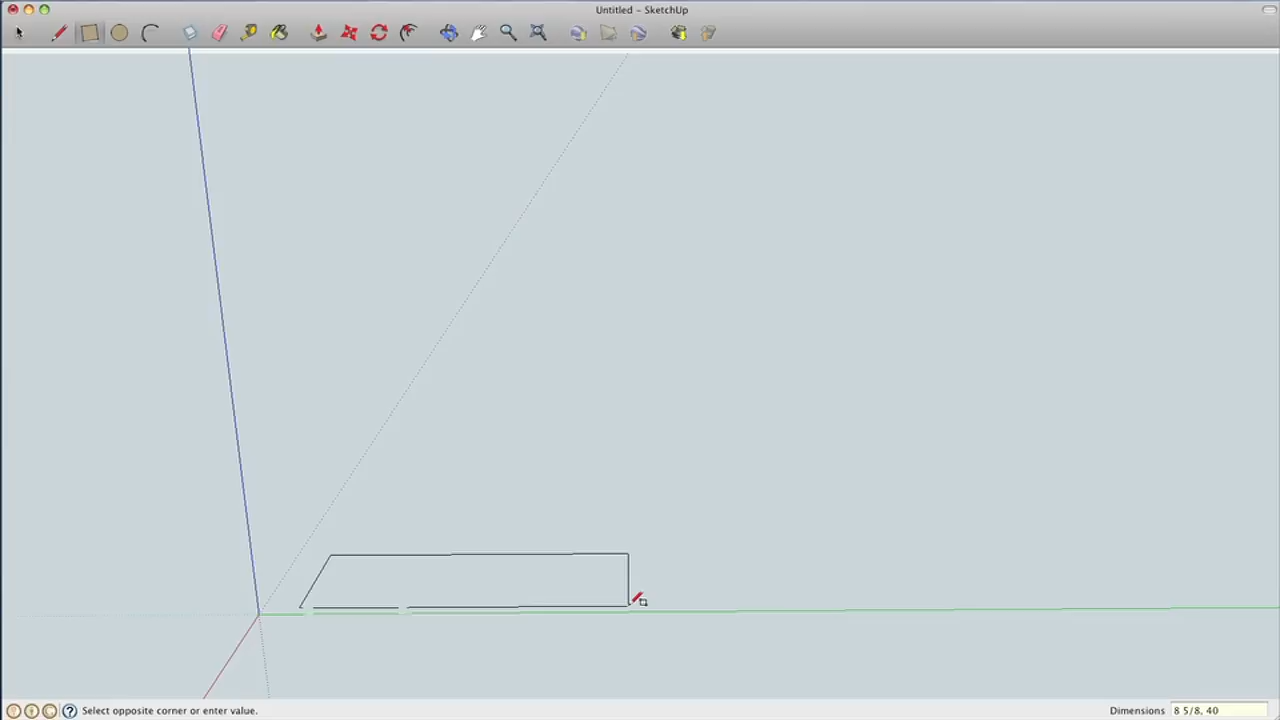 Untitled - SketchUp
Select opposite corner or enter value.
Dimensions
8 5/8, 40